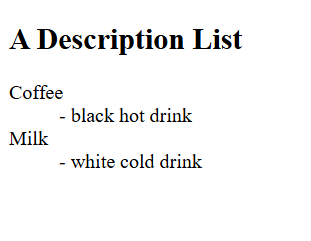 A Description List
Coffee
- black hot drink
Milk
- white cold drink